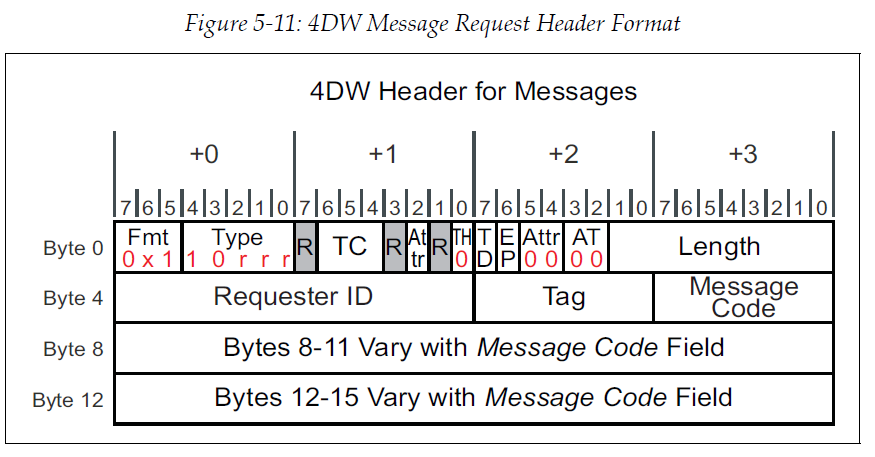 Figure 5-11: 4DW Message Request Header Format
4DW Header for Messages
+0 +1 +2 +3
7 6 5 4 3 2 1 0 7 6 5 4 3 2 1 0 7 6 5 4 3 2 1 0 7 6 5 4 3 2 1 0
Byte 0 Fmt 0 x 1 Type 1 0 r r r R TC R Attr R TH 0 TD EP Attr 0 0 AT 0 0 Length
Byte 4 Requester ID Tag Message Code
Byte 8 Bytes 8-11 Vary with Message Code Field
Byte 12 Bytes 12-15 Vary with Message Code Field